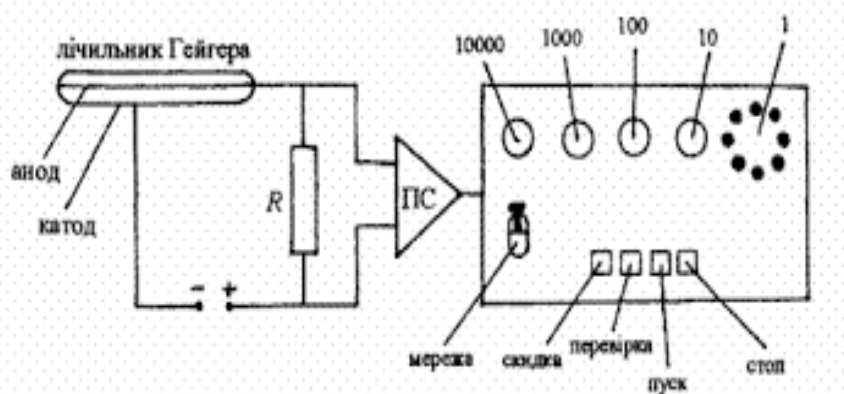 лічильник Гейгера
10000
1000
100
10
1
анод
катод
R
ПС
- +
мережа
скидка
перевірка
пуск
стоп